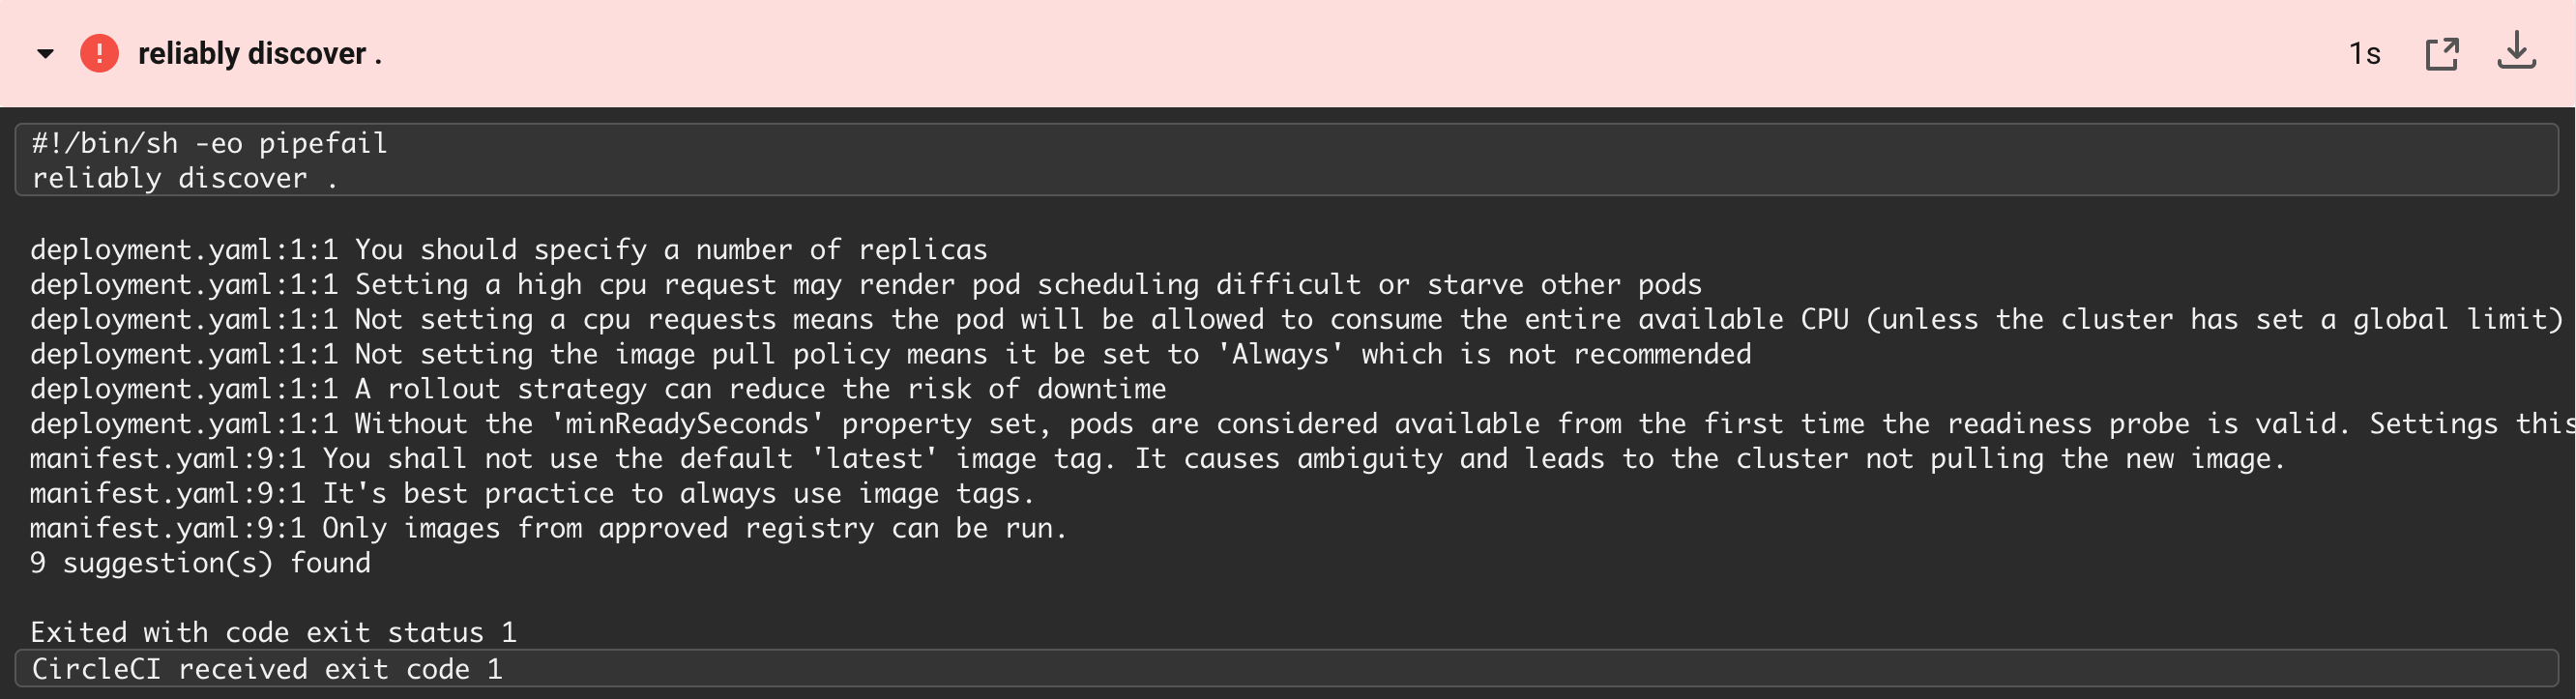 reliably discover .
1s
#!/bin/sh -eo pipefail
reliably discover .
deployment.yaml:1:1 You should specify a number of replicas
deployment.yaml:1:1 Setting a high cpu request may render pod scheduling difficult or starve other pods
deployment.yaml:1:1 Not setting a cpu requests means the pod will be allowed to consume the entire available CPU (unless the cluster has set a global limit)
deployment.yaml:1:1 Not setting the image pull policy means it be set to 'Always' which is not recommended
deployment.yaml:1:1 A rollout strategy can reduce the risk of downtime
deployment.yaml:1:1 Without the 'minReadySeconds' property set, pods are considered available from the first time the readiness probe is valid. Settings this
manifest.yaml:9:1 You shall not use the default 'latest' image tag. It causes ambiguity and leads to the cluster not pulling the new image.
manifest.yaml:9:1 It's best practice to always use image tags.
manifest.yaml:9:1 Only images from approved registry can be run.
9 suggestion(s) found
Exited with code exit status 1
CircleCI received exit code 1